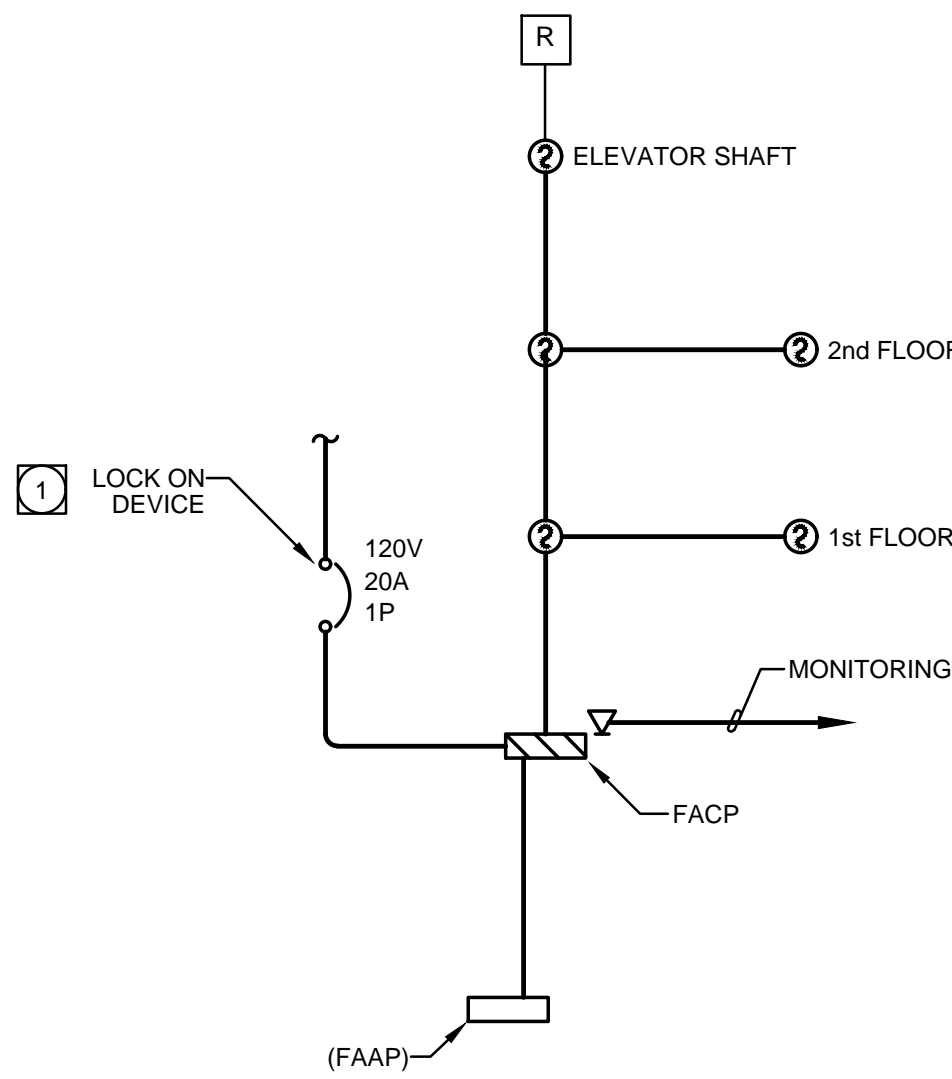 R
ELEVATOR SHAFT
2nd FLOOR
1
LOCK ON
DEVICE
1st FLOOR
120V
20A
1P
MONITORING
FACP
(FAAP)